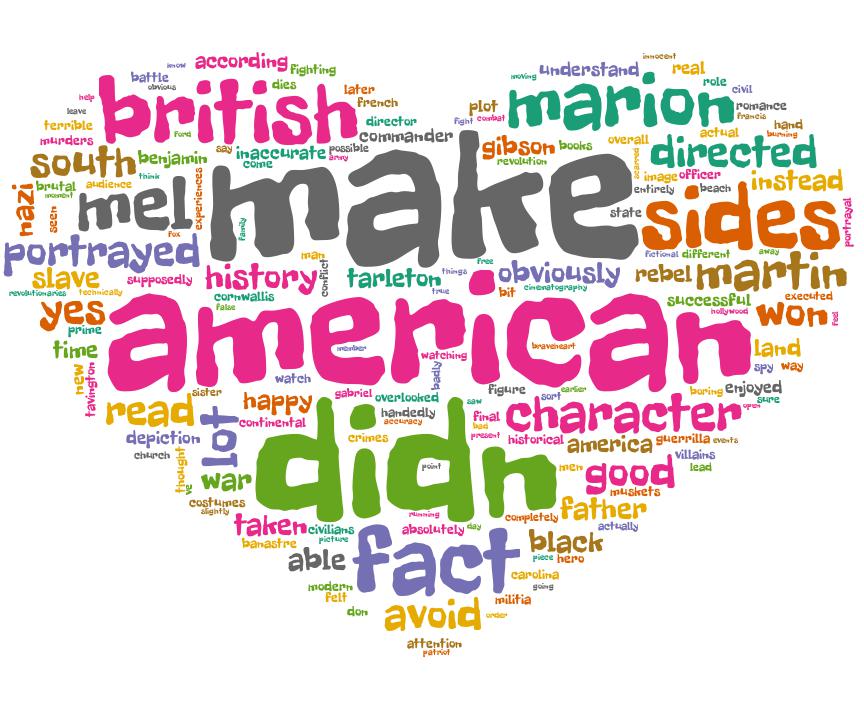 know
according
fighting
innocent
battle
obvious
dies
later
moving
understand
real
role
civil
help
british
french
plot
marion
romance
leave
ford
director
fight
combat
francis
hand
terrible
commander
burning
murders
say
inaccurate
possible
army
gibson
books
overall
actual
directed
south
benjamin
come
revolution
make
scarred
image
officer
instead
brutal
audience
think
experiences
entirely
beach
nazi
moment
seen
mel
family
state
sides
portrayal
fox
portrayed
man
free
fictional
different
away
slave
supposedly
history
conflict
tarleton
things
obviously
rebel
martin
revolutionaries
technically
cornwallis
true
bit
cinematography
successful
executed
yes
false
american
hollywood
won
feel
prime
time
member
watching
braveheart
land
new
watch
badly
spy
way
tavington
sister
gabriel
overlooked
saw
figure
earlier
sort
boring
enjoyed
sure
read
happy
handedly
accuracy
final
character
open
lot
continental
didn
bad
present
historical
america
guerrilla
events
depiction
crimes
church
thought
point
men
villains
lead
war
good
ve
muskets
costumes
slightly
running
completely
father
taken
civilians
absolutely
day
actually
banastre
picture
fact
black
able
piece
hero
modern
carolina
going
felt
don
avoid
order
militia
attention
patriot